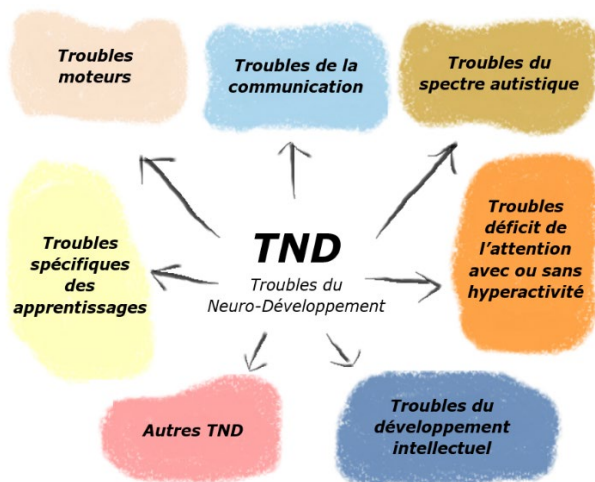 Troubles
moteurs
Troubles de la
communication
Troubles du
spectre autistique
Troubles
spécifiques
des
apprentissages
TND
Troubles du
Neuro-Développement
Troubles
déficit de
l'attention
avec ou sans
hyperactivité
Autres TND
Troubles du
développement
intellectuel